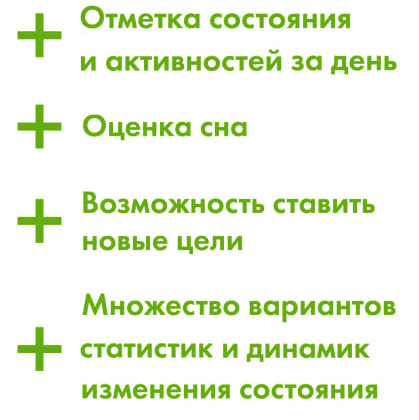 Отметка состояния
и активностей за день
Оценка сна
Возможность ставить
новые цели
Множество вариантов
статистик и динамик
изменения состояния